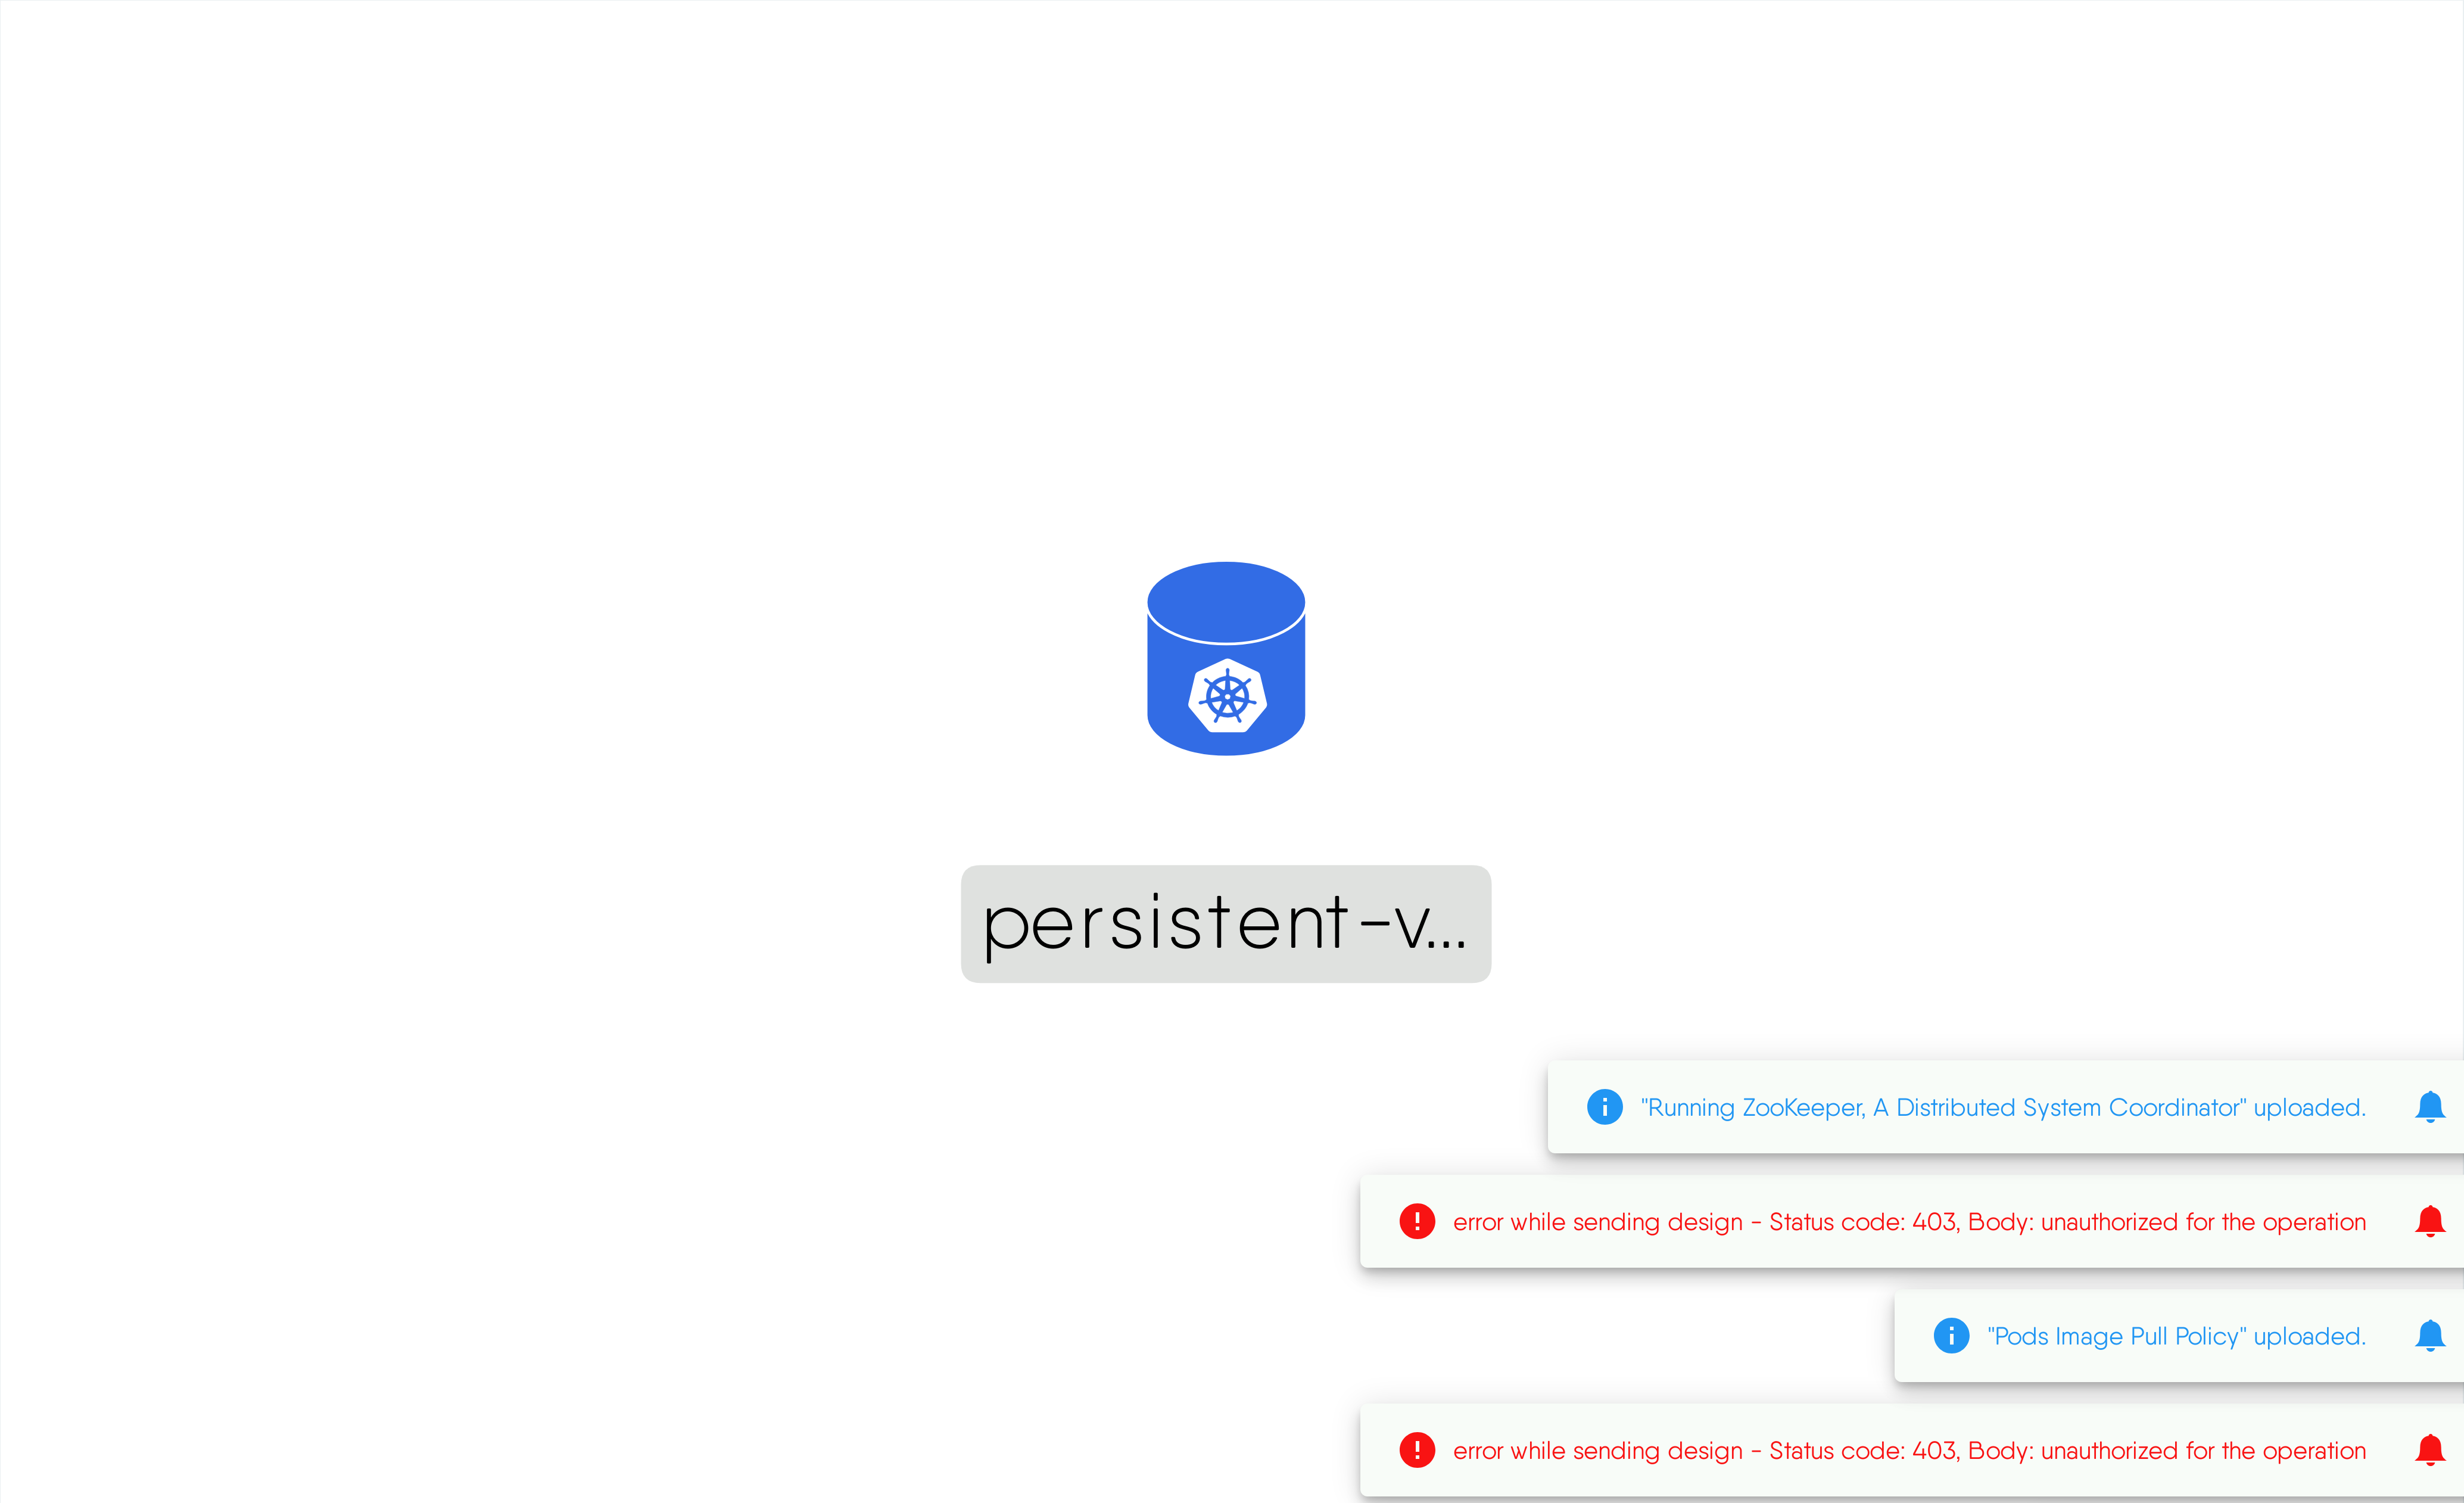 persistent-v...
"Running ZooKeeper, A Distributed System Coordinator" uploaded.
error while sending design - Status code: 403, Body: unauthorized for the operation
"Pods Image Pull Policy" uploaded.
error while sending design - Status code: 403, Body: unauthorized for the operation